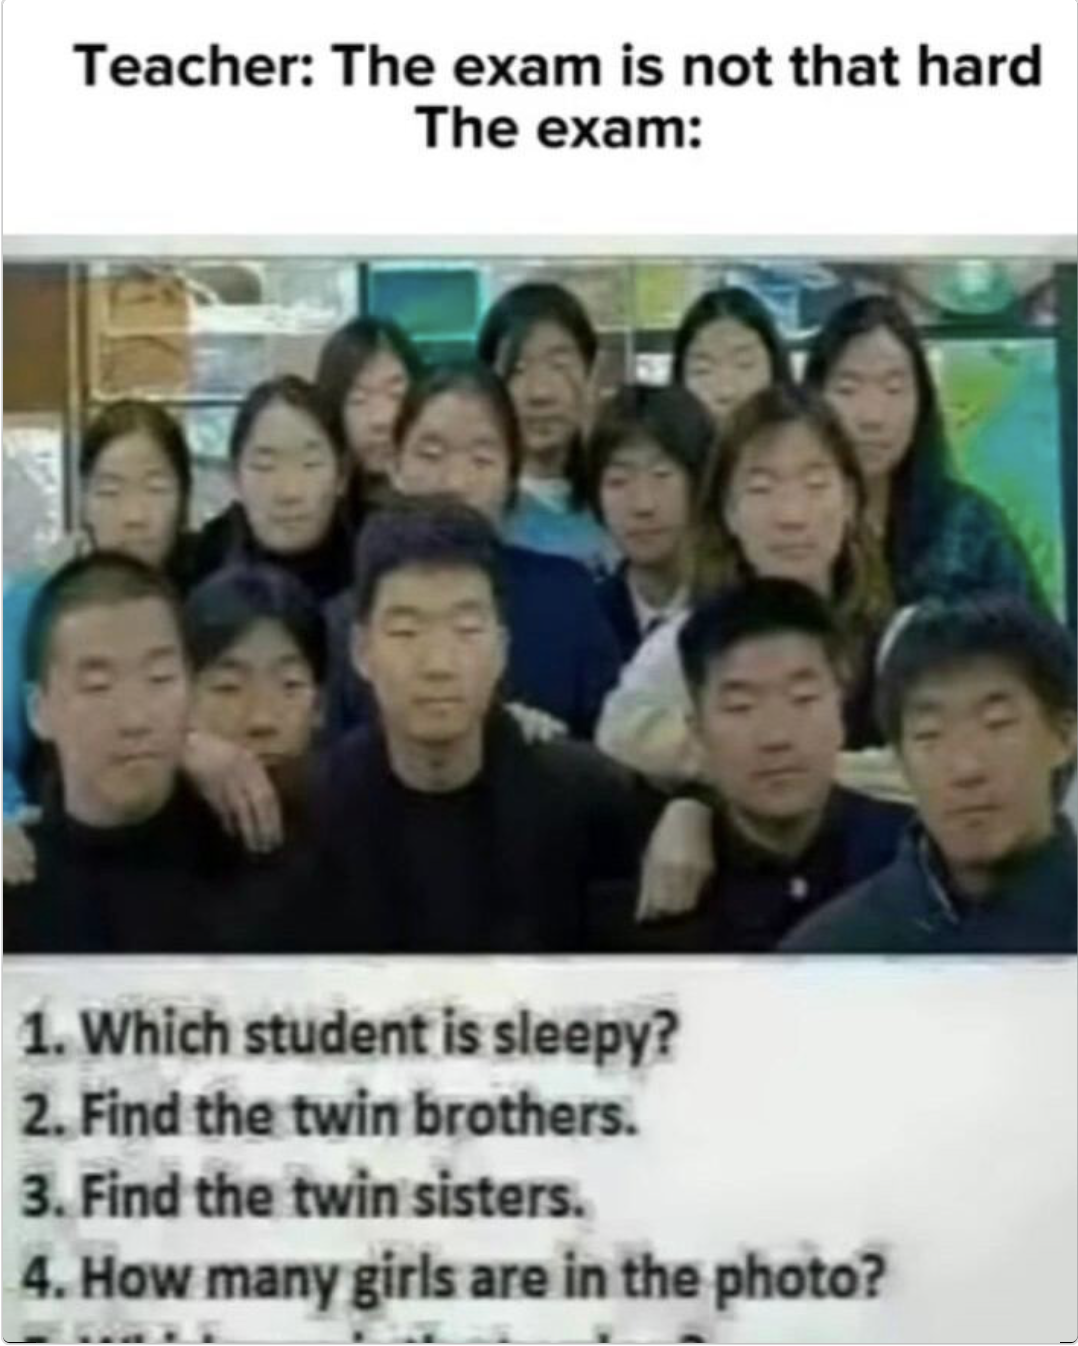 Teacher: The exam is not that hard
The exam:
1. Which student is sleepy?
2. Find the twin brothers.
3. Find the twin sisters.
4. How many girls are in the photo?